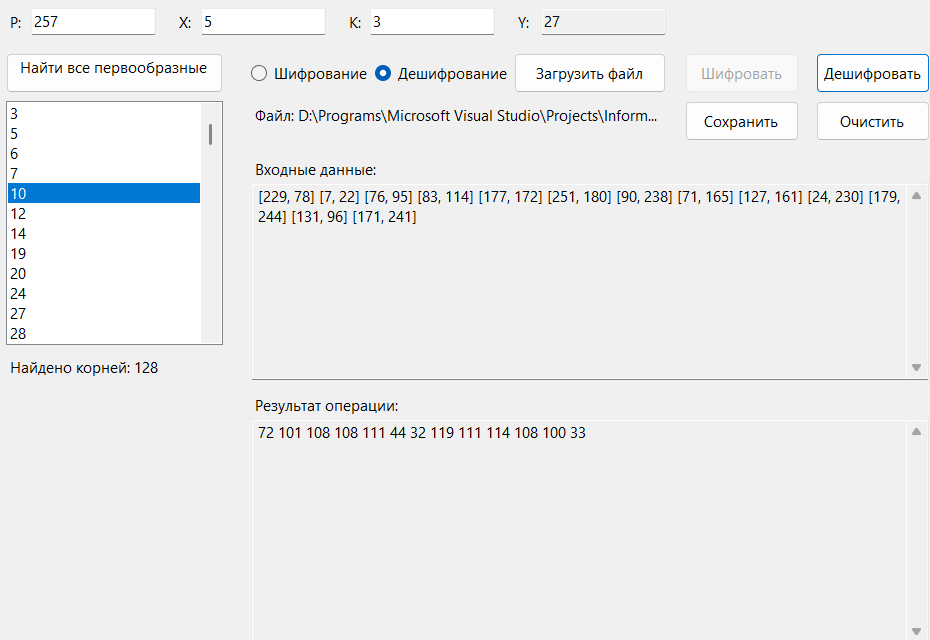 P: 257 X: 5 K: 3 Y: 27
Найти все первообразные
Шифрование Дешифрование Загрузить файл Шифровать Дешифровать
Файл: D:\Programs\Microsoft Visual Studio\Projects\Inform...
Сохранить Очистить
3
5
6
7
10
12
14
19
20
24
27
28
Найдено корней: 128
Входные данные:
[229, 78] [7, 22] [76, 95] [83, 114] [177, 172] [251, 180] [90, 238] [71, 165] [127, 161] [24, 230] [179,
244] [131, 96] [171, 241]
Результат операции:
72 101 108 108 111 44 32 119 111 114 108 100 33